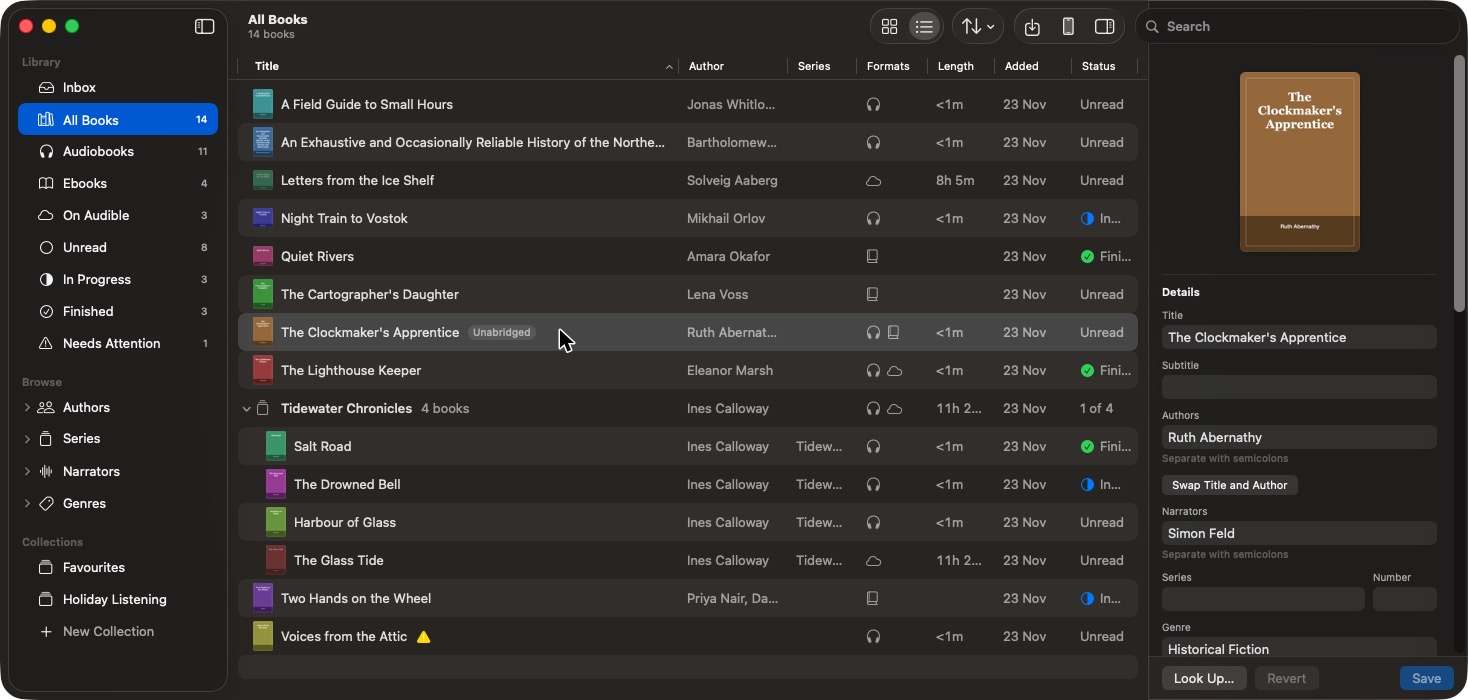 All Books
14 books
Search
Library
Inbox
All Books 14
Audiobooks 11
Ebooks 4
On Audible 3
Unread 8
In Progress 3
Finished 3
Needs Attention 1
Browse
Authors
Series
Narrators
Genres
Collections
Favourites
Holiday Listening
New Collection
Title Author Series Formats Length Added Status
A Field Guide to Small Hours Jonas Whitlo... <1m 23 Nov Unread
An Exhaustive and Occasionally Reliable History of the Northe... Bartholomew... <1m 23 Nov Unread
Letters from the Ice Shelf Solveig Aaberg 8h 5m 23 Nov Unread
Night Train to Vostok Mikhail Orlov <1m 23 Nov In...
Quiet Rivers Amara Okafor 23 Nov Fini...
The Cartographer's Daughter Lena Voss 23 Nov Unread
The Clockmaker's Apprentice Unabridged Ruth Abernat... <1m 23 Nov Unread
The Lighthouse Keeper Eleanor Marsh <1m 23 Nov Fini...
Tidewater Chronicles 4 books Ines Calloway 11h 2... 23 Nov 1 of 4
Salt Road Ines Calloway Tidew... <1m 23 Nov Fini...
The Drowned Bell Ines Calloway Tidew... <1m 23 Nov In...
Harbour of Glass Ines Calloway Tidew... <1m 23 Nov Unread
The Glass Tide Ines Calloway Tidew... 11h 2... 23 Nov Unread
Two Hands on the Wheel Priya Nair, Da... 23 Nov In...
Voices from the Attic <1m 23 Nov Unread
The
Clockmaker's
Apprentice
Ruth Abernathy
Details
Title
The Clockmaker's Apprentice
Subtitle
Authors
Ruth Abernathy
Separate with semicolons
Swap Title and Author
Narrators
Simon Feld
Separate with semicolons
Series Number
Genre
Historical Fiction
Look Up... Revert Save